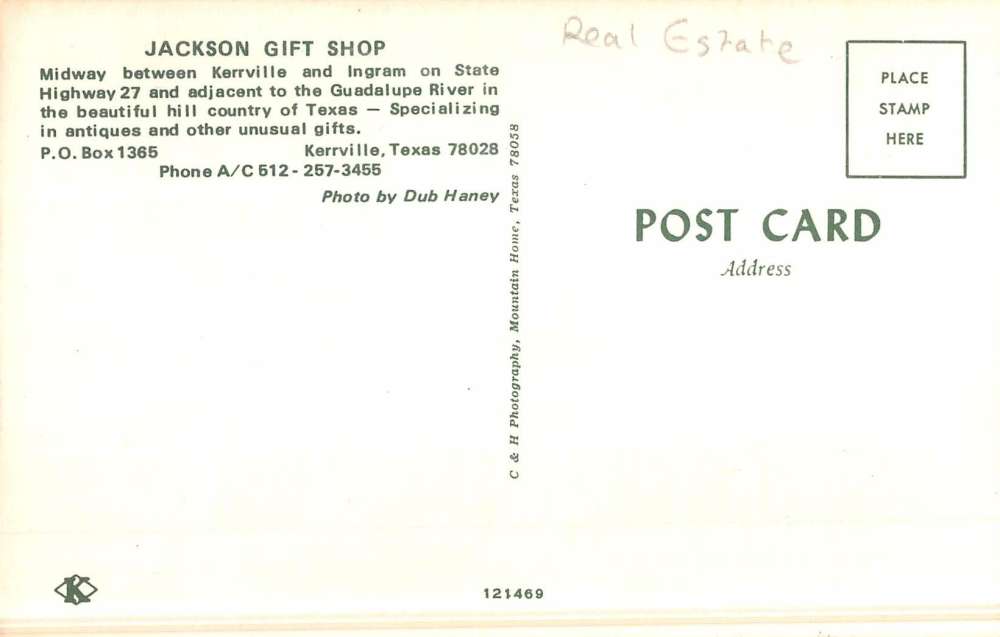 Real Estate
JACKSON GIFT SHOP
Midway between Kerrville and Ingram on State
Highway 27 and adjacent to the Guadalupe River in
the beautiful hill country of Texas — Specializing
in antiques and other unusual gifts.
P.O. Box 1365 Kerrville, Texas 78028
Phone A/C 512 - 257-3455
Photo by Dub Haney
C & H Photography, Mountain Home, Texas 78058
PLACE
STAMP
HERE
POST CARD
Address
K
121469